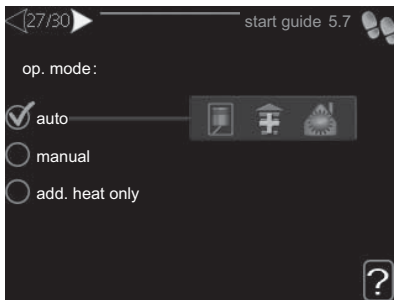 27/30
start guide 5.7
op. mode:
auto
manual
add. heat only
?